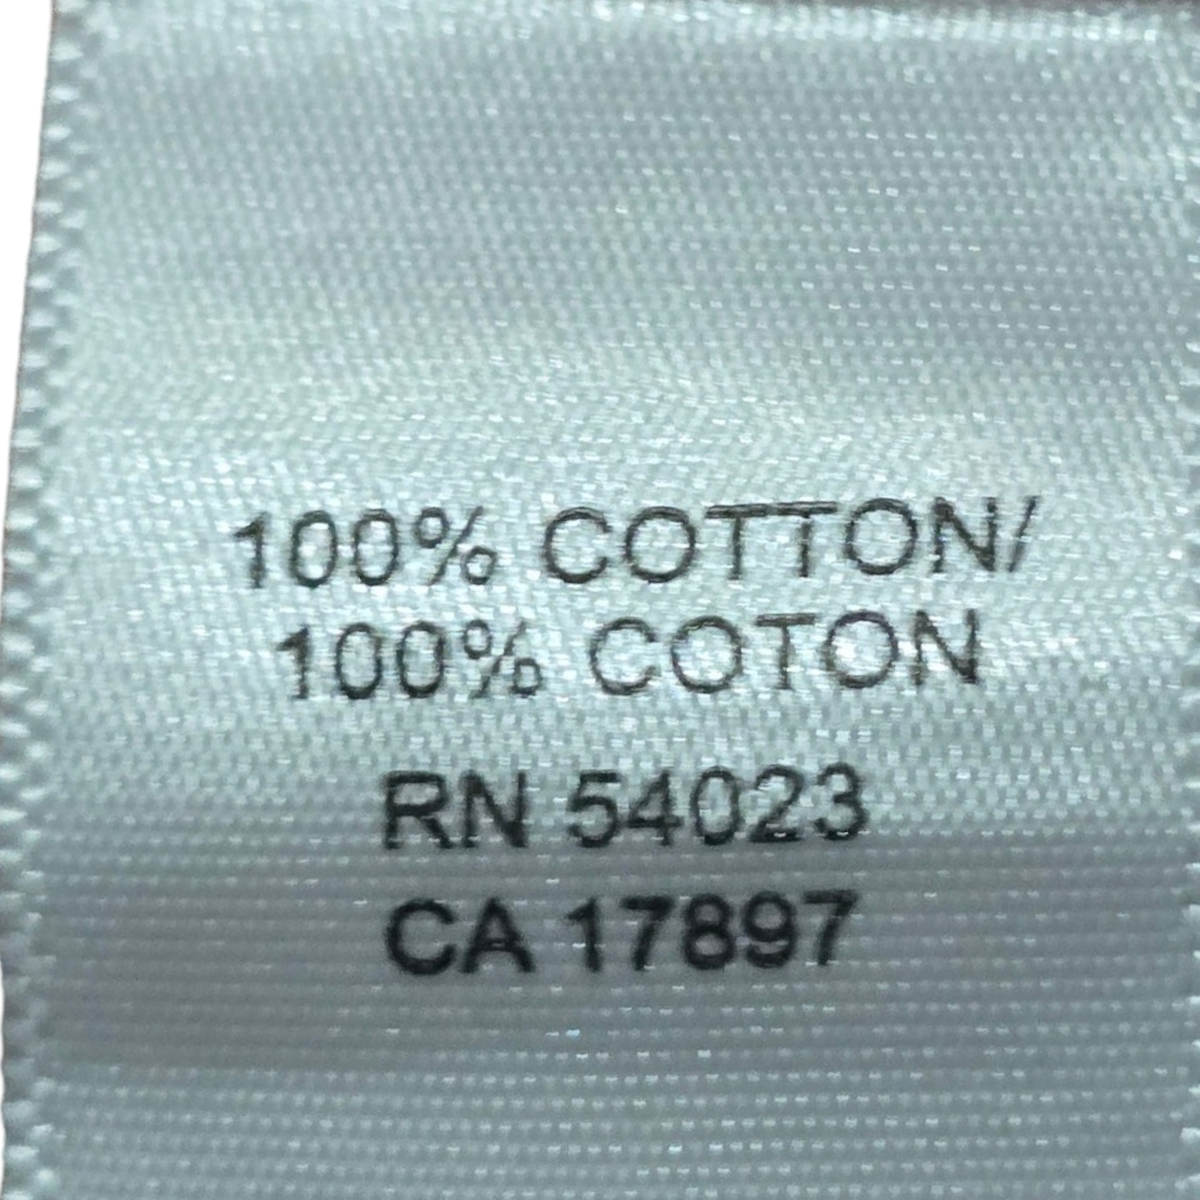 100% COTTON/
100% COTON
RN 54023
CA 17897